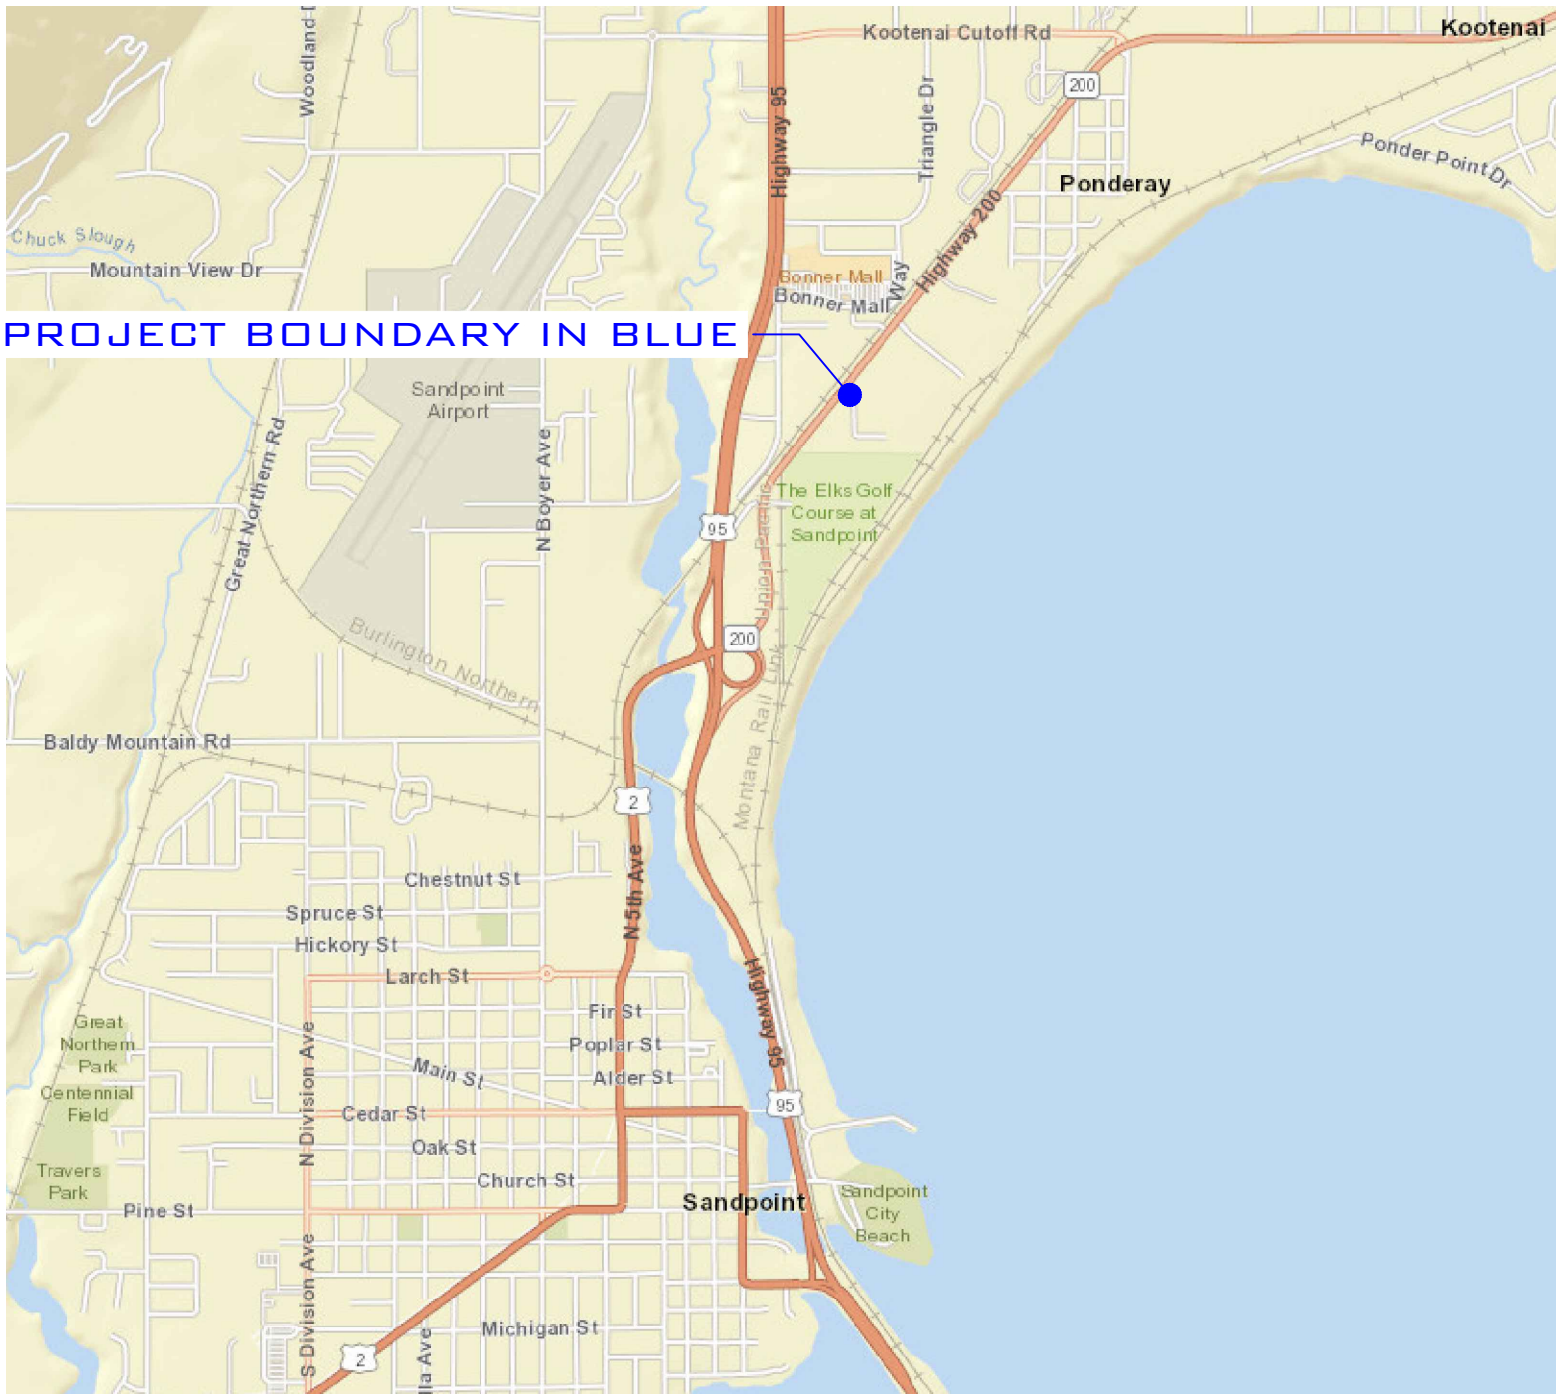 Kootenai Cutoff Rd
Kootenai
Woodland
200
Highway 95
Triangle Dr
Ponder Point Dr
Ponderay
Highway 200
Chuck Slough
Mountain View Dr
Bonner Mall
Bonner Mall Way
PROJECT BOUNDARY IN BLUE
Sandpoint
Airport
Great Northern Rd
N Boyer Ave
95
The Elks Golf
Course at
Sandpoint
Union Pacific
Burlington Northern
200
Montana Rail Link
Baldy Mountain Rd
2
N 5th Ave
Chestnut St
Spruce St
Hickory St
Larch St
Highway 95
Fir St
Great
Northern
Park
Poplar St
Main St
Alder St
Centennial
Field
N Division Ave
Cedar St
95
Oak St
Travers
Park
Church St
Sandpoint
Sandpoint
City
Beach
Pine St
S Division Ave
Michigan St
2
lla Ave